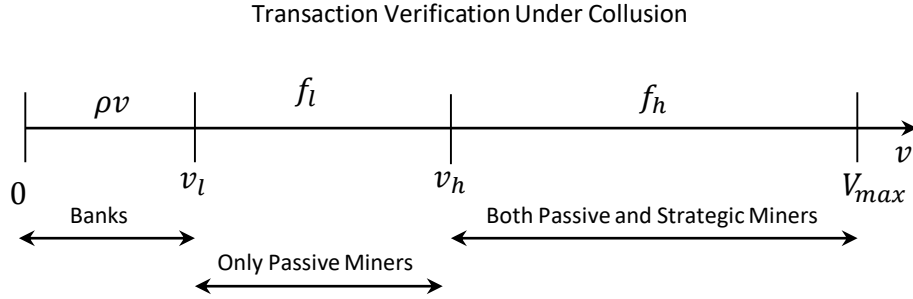 Transaction Verification Under Collusion
ρv f_l f_h
0 v_l v_h V_max v
Banks Both Passive and Strategic Miners
Only Passive Miners